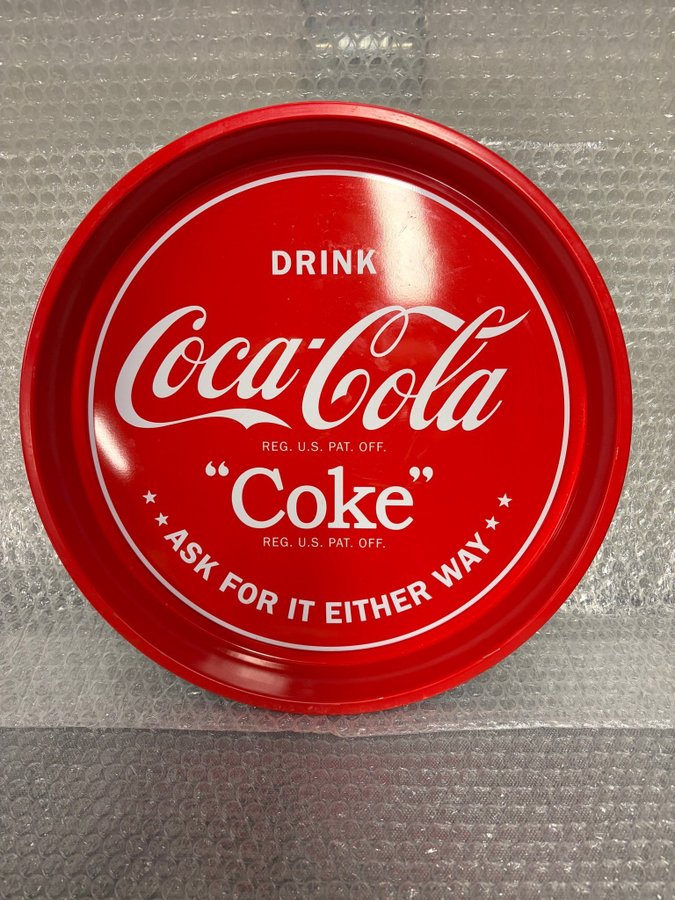 DRINK
Coca-Cola
REG. U.S. PAT. OFF.
“Coke”
REG. U.S. PAT. OFF.
ASK FOR IT EITHER WAY